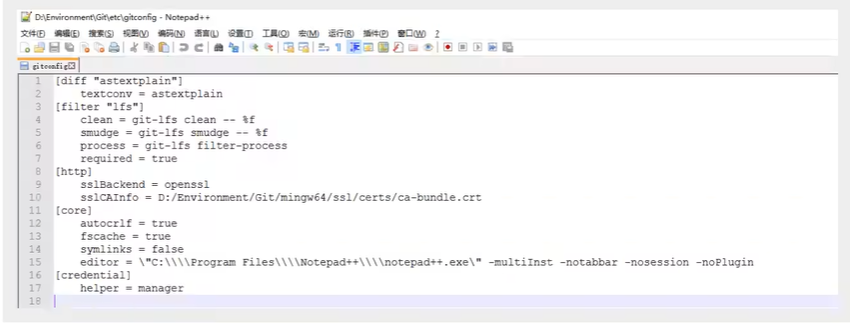 D:\Environment\Git\etc\gitconfig - Notepad++
文件(F) 编辑(E) 搜索(S) 视图(V) 编码(N) 语言(L) 设置(T) 工具(O) 宏(M) 运行(R) 插件(P) 窗口(W) ?
gitconfig
1 [diff "astextplain"]
2 textconv = astextplain
3 [filter "lfs"]
4 clean = git-lfs clean -- %f
5 smudge = git-lfs smudge -- %f
6 process = git-lfs filter-process
7 required = true
8 [http]
9 sslBackend = openssl
10 sslCAInfo = D:/Environment/Git/mingw64/ssl/certs/ca-bundle.crt
11 [core]
12 autocrlf = true
13 fscache = true
14 symlinks = false
15 editor = \"C:\\\\Program Files\\\\Notepad++\\\\notepad++.exe\" -multiInst -notabbar -nosession -noPlugin
16 [credential]
17 helper = manager
18